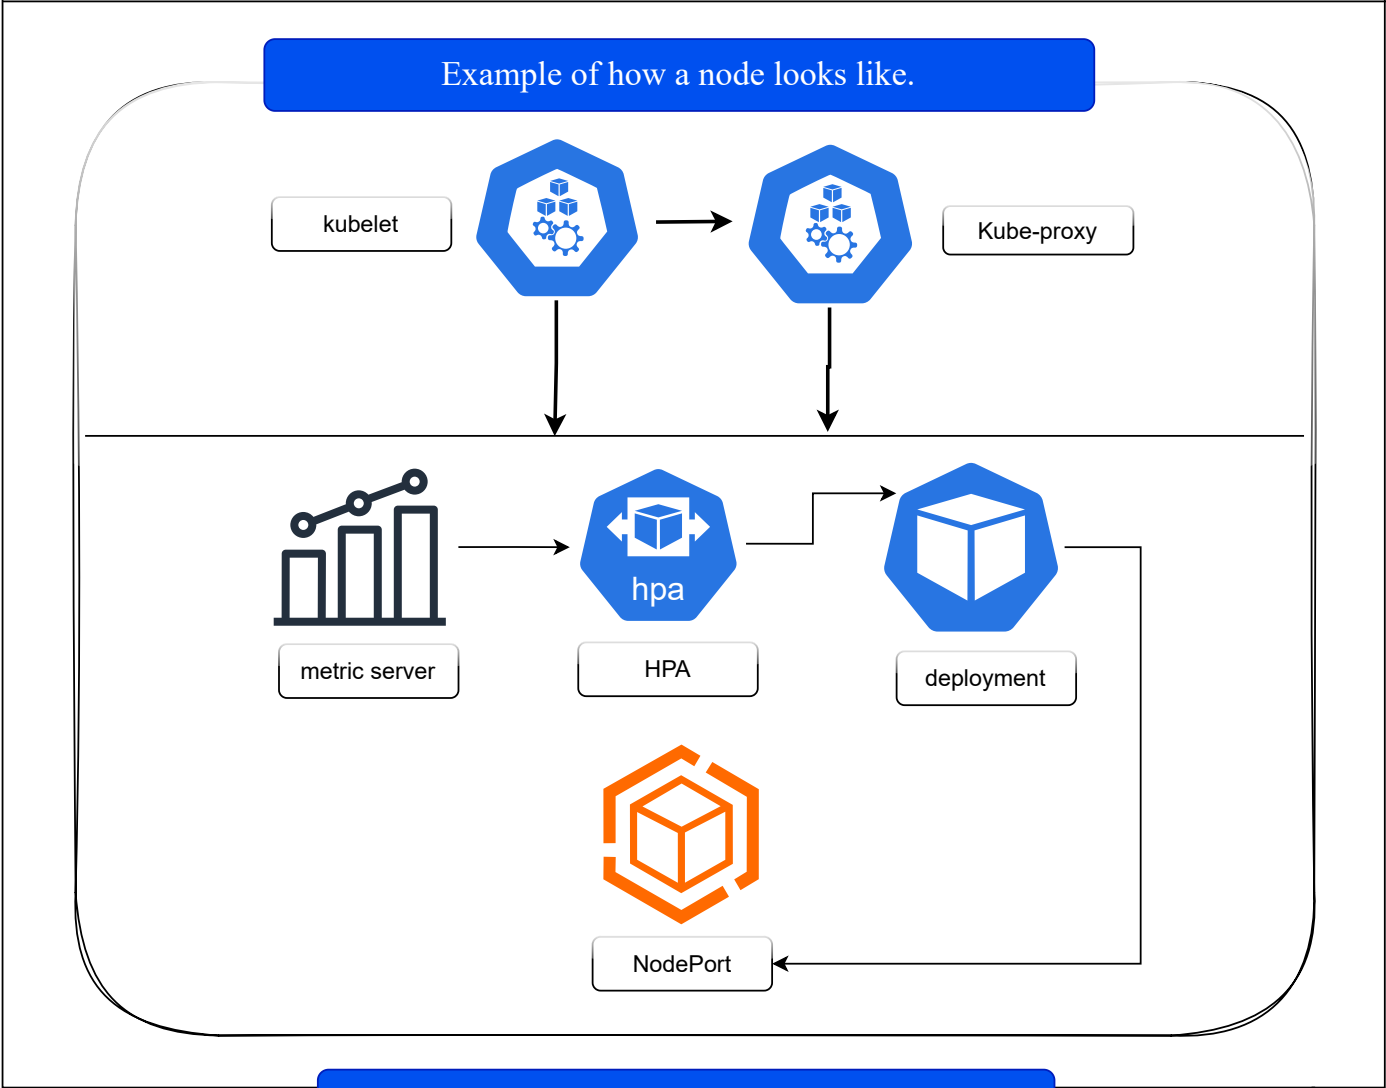 Example of how a node looks like.
kubelet
Kube-proxy
hpa
metric server
HPA
deployment
NodePort